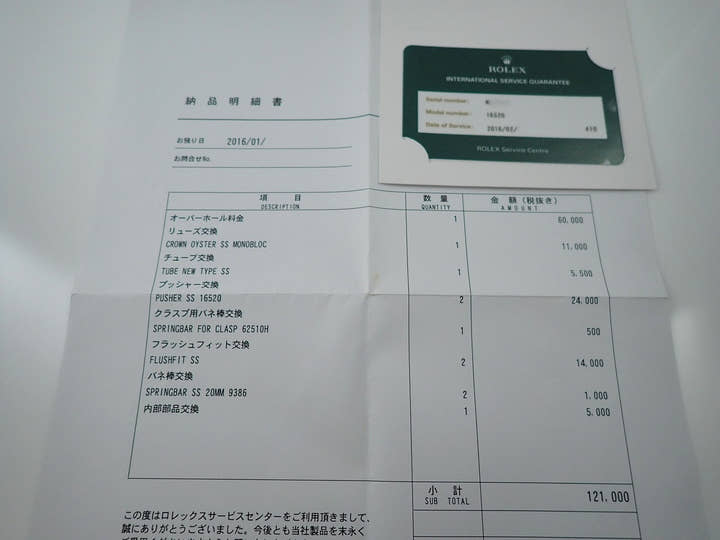 ROLEX
INTERNATIONAL SERVICE GUARANTEE
Serial number:
Model number: 16520
Date of Service: 2016/02/ 410
ROLEX Service Centre
納品明細書
お預り日 2016/01/
お問合せNo.
項目 数量 金額(税抜き)
DESCRIPTION QUANTITY AMOUNT
オーバーホール料金 1 60,000
リューズ交換
CROWN OYSTER SS MONOBLOC 1 11,000
チューブ交換
TUBE NEW TYPE SS 1 5,500
プッシャー交換
PUSHER SS 16520 2 24,000
クラスプ用バネ棒交換
SPRINGBAR FOR CLASP 62510H 1 500
フラッシュフィット交換
FLUSHFIT SS 2 14,000
バネ棒交換
SPRINGBAR SS 20MM 9386 2 1,000
内部部品交換 1 5,000
小計
SUB TOTAL 121,000
この度はロレックスサービスセンターをご利用頂きまして、
誠にありがとうございました。今後とも当社製品を末永く